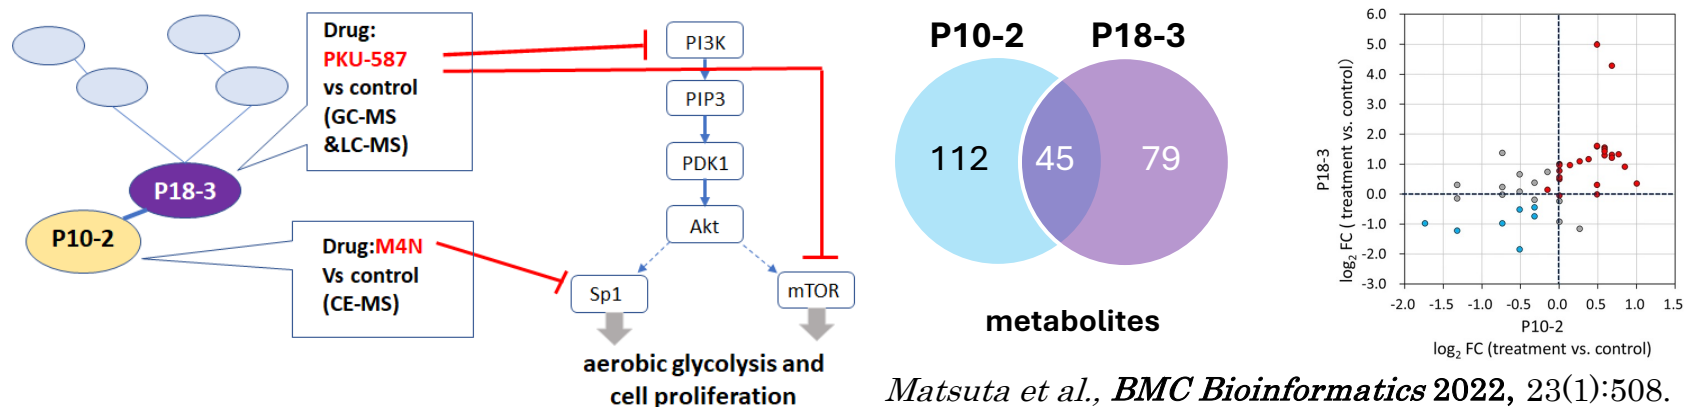 Drug:
PKU-587
vs control
(GC-MS
&LC-MS)
P18-3
P10-2
Drug:M4N
Vs control
(CE-MS)
PI3K
PIP3
PDK1
Akt
Sp1
mTOR
aerobic glycolysis and
cell proliferation
P10-2 P18-3
112 45 79
metabolites
6.0
5.0
4.0
3.0
2.0
1.0
0.0
-1.0
-2.0
-3.0
-2.0 -1.5 -1.0 -0.5 0.0 0.5 1.0 1.5
P18-3
log₂ FC ( treatment vs. control)
P10-2
log₂ FC (treatment vs. control)
Matsuta et al., BMC Bioinformatics 2022, 23(1):508.